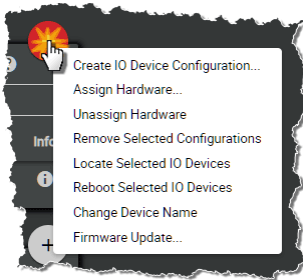 Create IO Device Configuration...
Assign Hardware...
Unassign Hardware
Remove Selected Configurations
Info
Locate Selected IO Devices
Reboot Selected IO Devices
Change Device Name
Firmware Update...